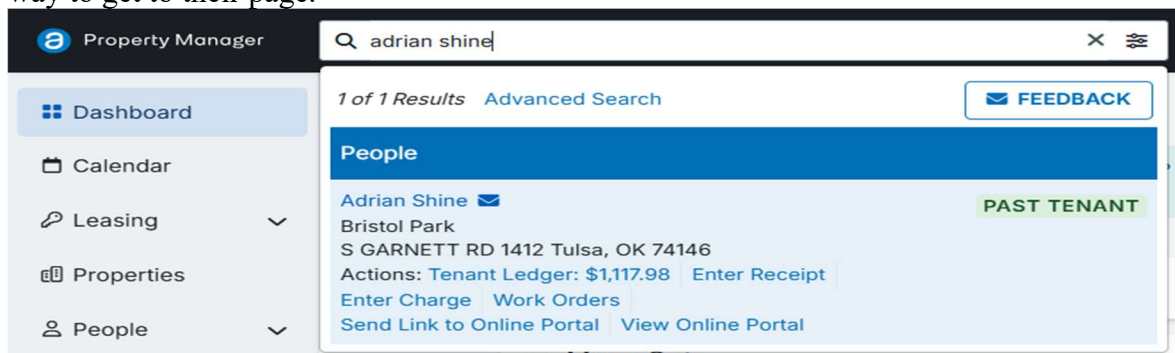 way to get to their page.
Property Manager
adrian shine
1 of 1 Results Advanced Search
FEEDBACK
Dashboard
People
Calendar
Adrian Shine
PAST TENANT
Bristol Park
Leasing
S GARNETT RD 1412 Tulsa, OK 74146
Actions: Tenant Ledger: $1,117.98 Enter Receipt
Properties
Enter Charge Work Orders
People
Send Link to Online Portal View Online Portal